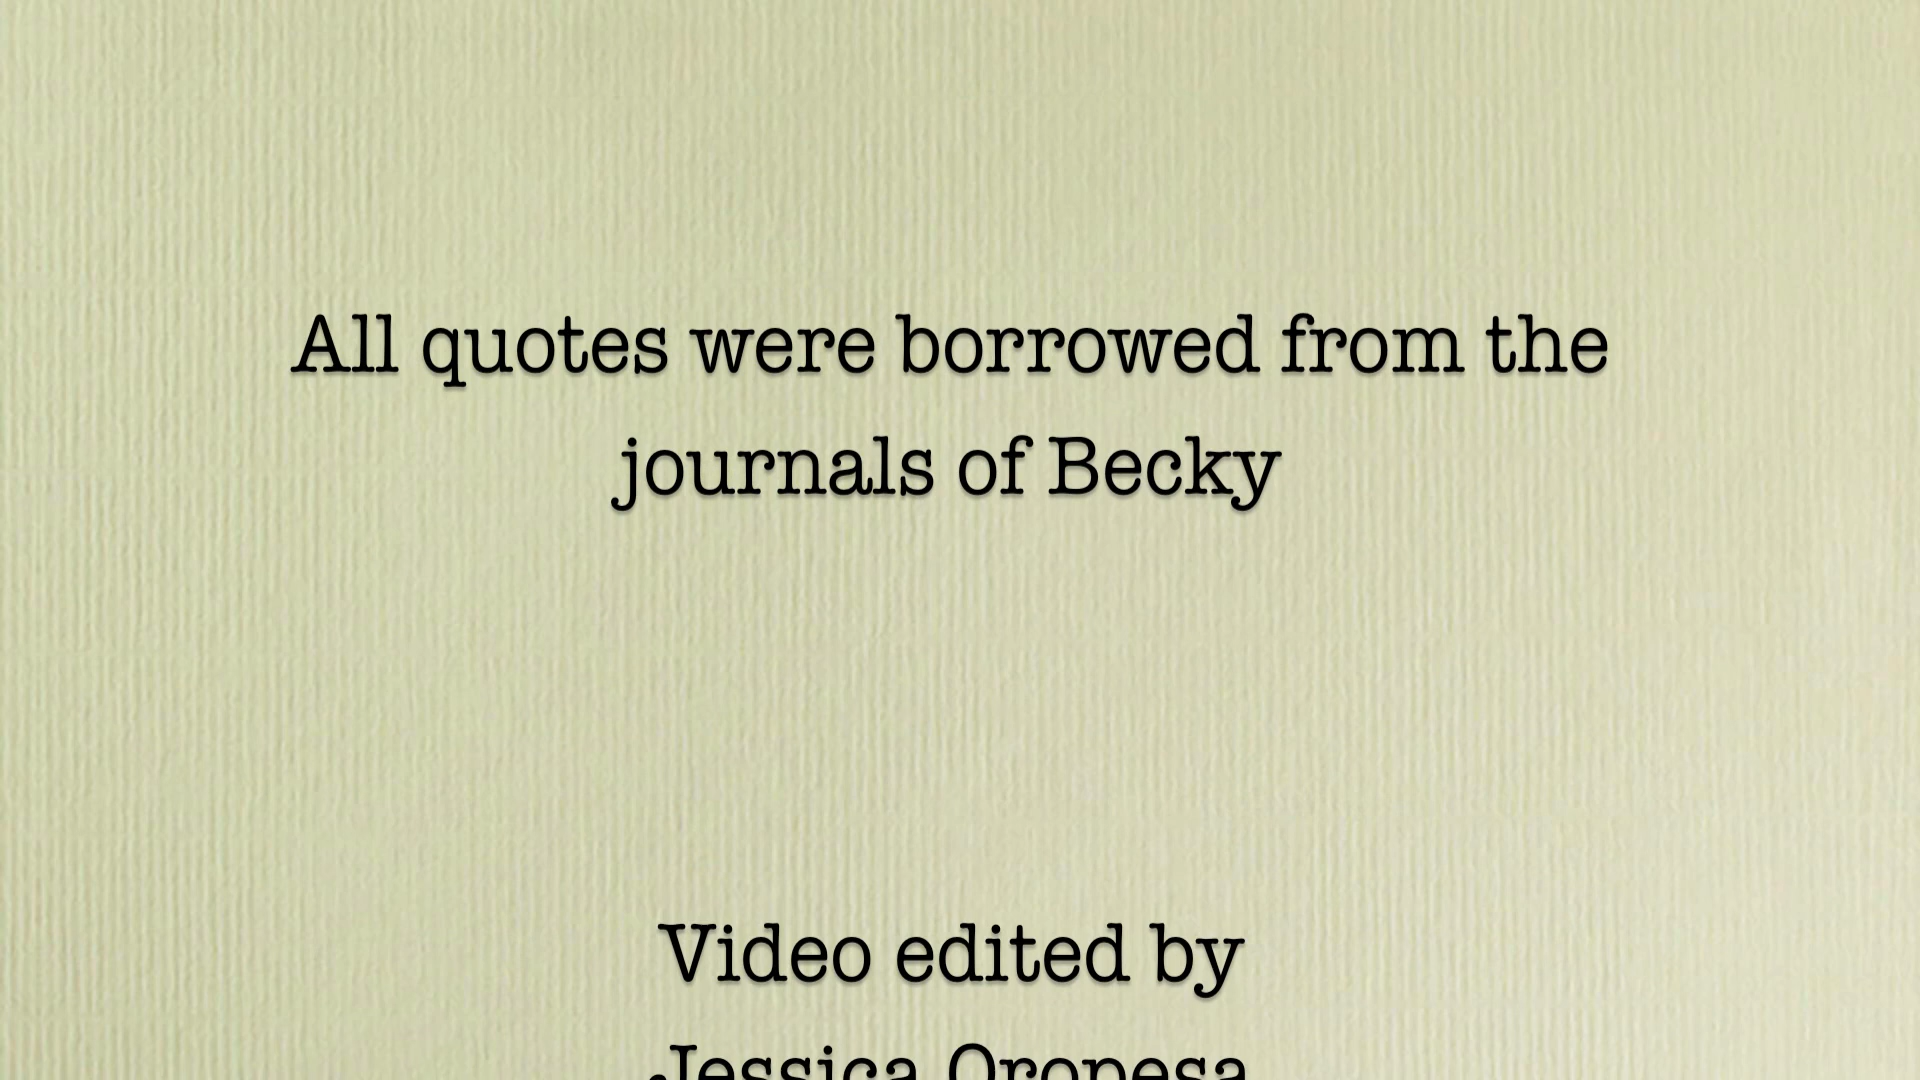 All quotes were borrowed from the
journals of Becky
Video edited by
Jessica Oropesa